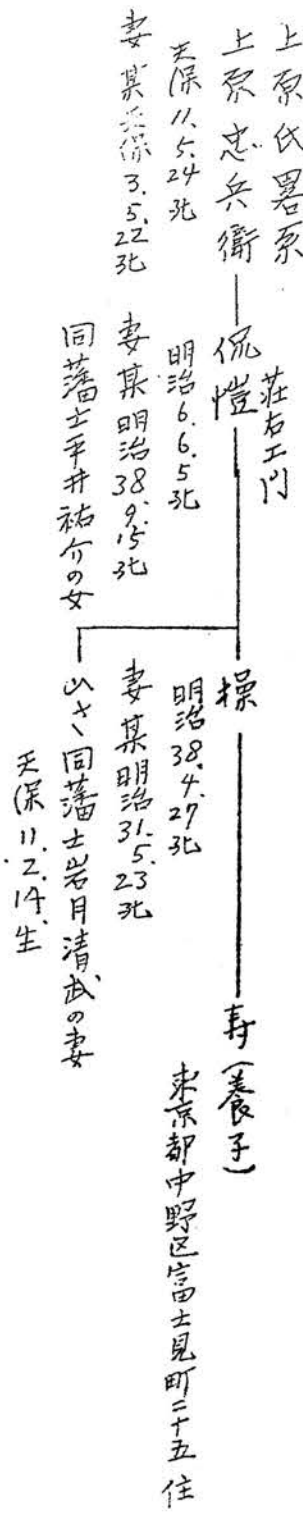 上原氏畧系
上原忠兵衛
天保11.5.24死
妻某天保3.5.22死
荘右エ門
侃愷
明治6.6.5死
妻某明治38.9.15死
同藩士平井祐介の女
操
明治38.4.27死
妻某明治31.5.23死
ひさ同藩士岩月清武の妻
天保11.2.14.生
寿(養子)
東京都中野区富士見町二十五住